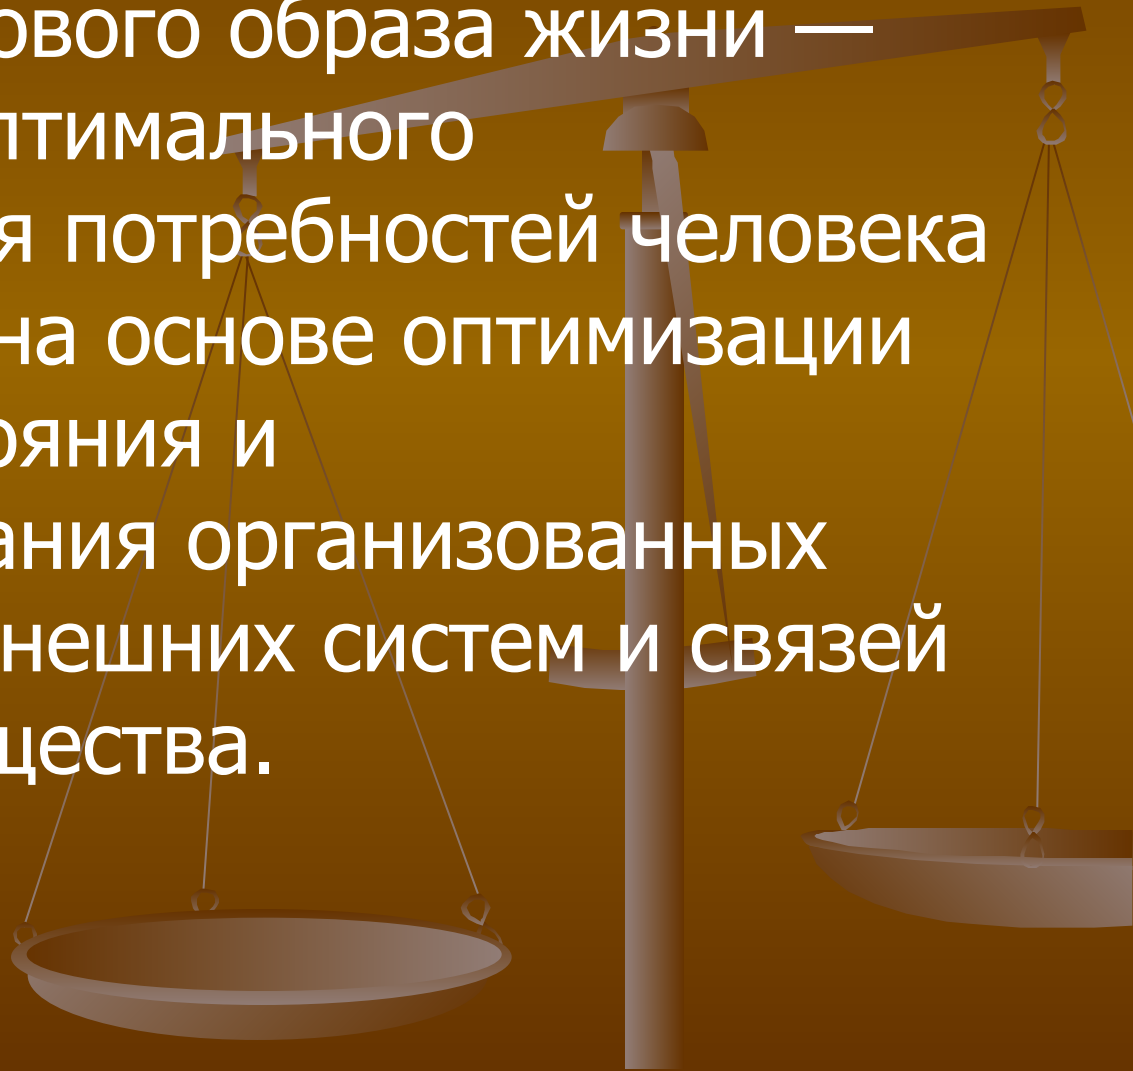 ового образа жизни —
птимального
я потребностей человека
на основе оптимизации
ояния и
ания организованных
нешних систем и связей
щества.